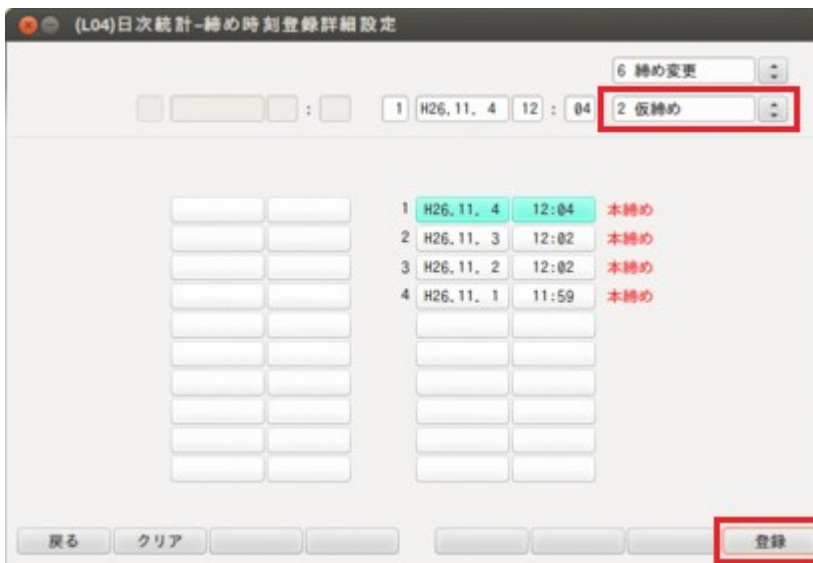 (L04)日次統計-締め時刻登録詳細設定
6 締め変更
: 1 H26.11. 4 12 : 04 2 仮締め
1 H26.11. 4 12:04 本締め
2 H26.11. 3 12:02 本締め
3 H26.11. 2 12:02 本締め
4 H26.11. 1 11:59 本締め
戻る クリア 登録